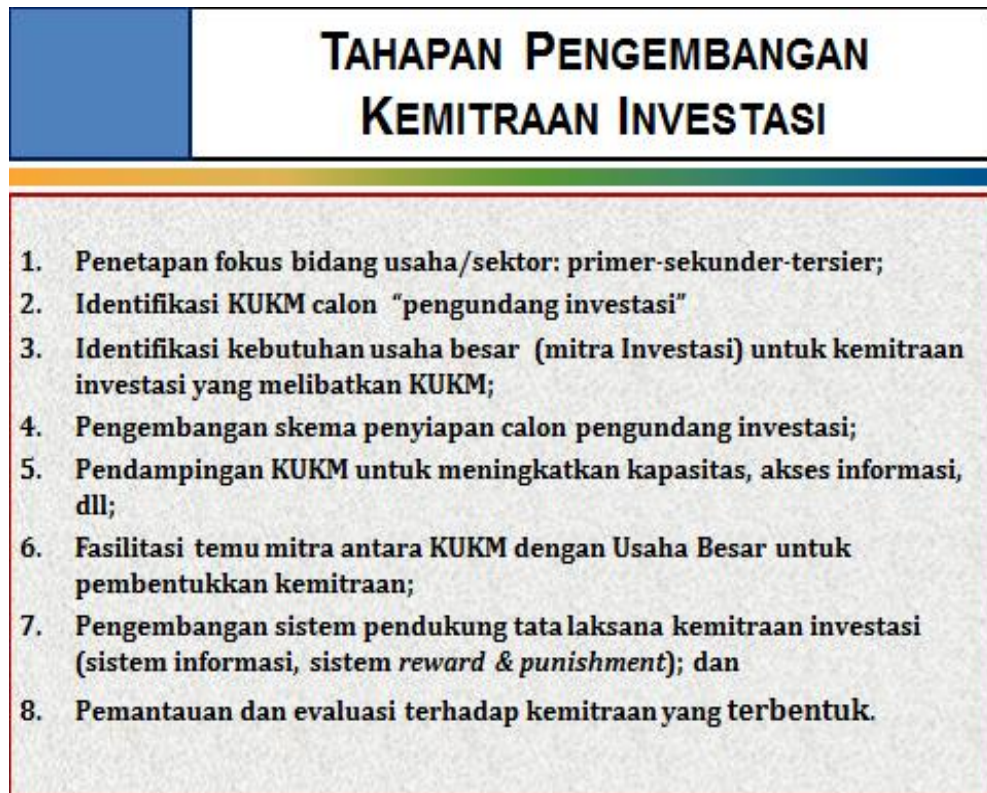 TAHAPAN PENGEMBANGAN
KEMITRAAN INVESTASI
1. Penetapan fokus bidang usaha/sektor: primer-sekunder-tersier;
2. Identifikasi KUKM calon “pengundang investasi”
3. Identifikasi kebutuhan usaha besar (mitra Investasi) untuk kemitraan
investasi yang melibatkan KUKM;
4. Pengembangan skema penyiapan calon pengundang investasi;
5. Pendampingan KUKM untuk meningkatkan kapasitas, akses informasi,
dll;
6. Fasilitasi temu mitra antara KUKM dengan Usaha Besar untuk
pembentukkan kemitraan;
7. Pengembangan sistem pendukung tata laksana kemitraan investasi
(sistem informasi, sistem reward & punishment); dan
8. Pemantauan dan evaluasi terhadap kemitraan yang terbentuk.